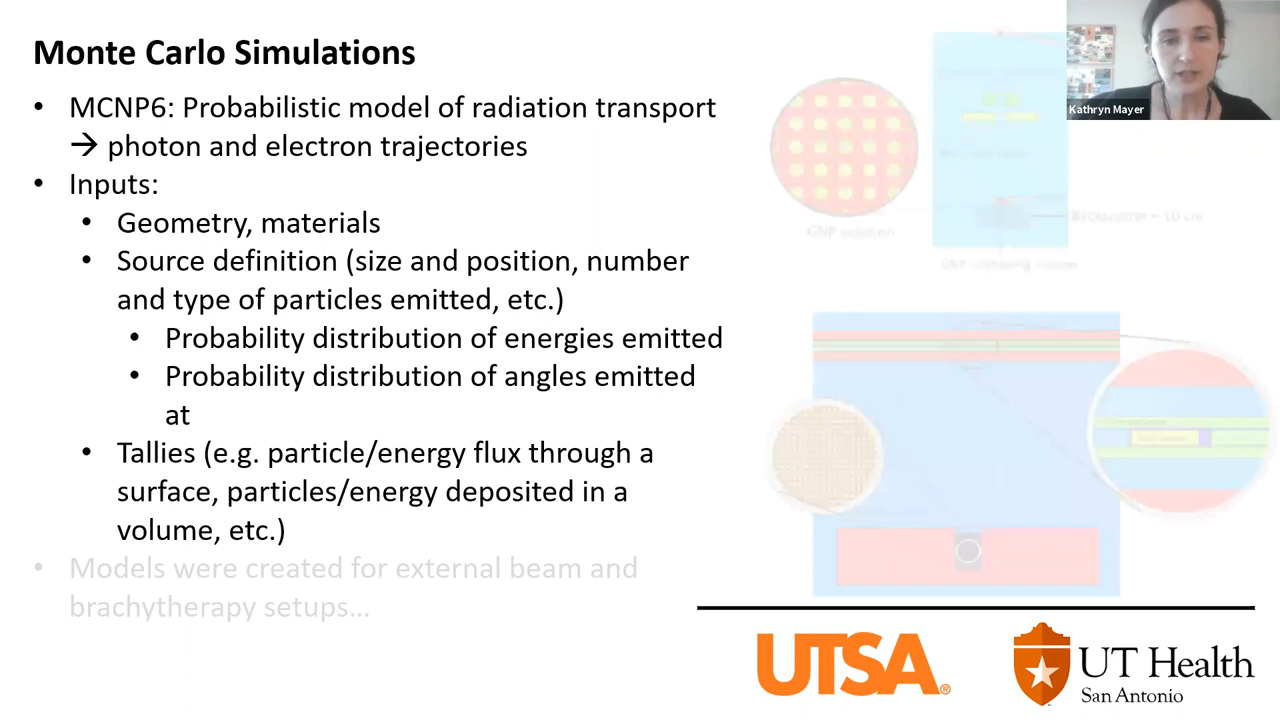 Monte Carlo Simulations
• MCNP6: Probabilistic model of radiation transport
→ photon and electron trajectories
• Inputs:
• Geometry, materials
• Source definition (size and position, number
and type of particles emitted, etc.)
• Probability distribution of energies emitted
• Probability distribution of angles emitted
at
• Tallies (e.g. particle/energy flux through a
surface, particles/energy deposited in a
volume, etc.)
• Models were created for external beam and
brachytherapy setups...
Kathryn Mayer
GNP solution
UTSA®
UT Health
San Antonio